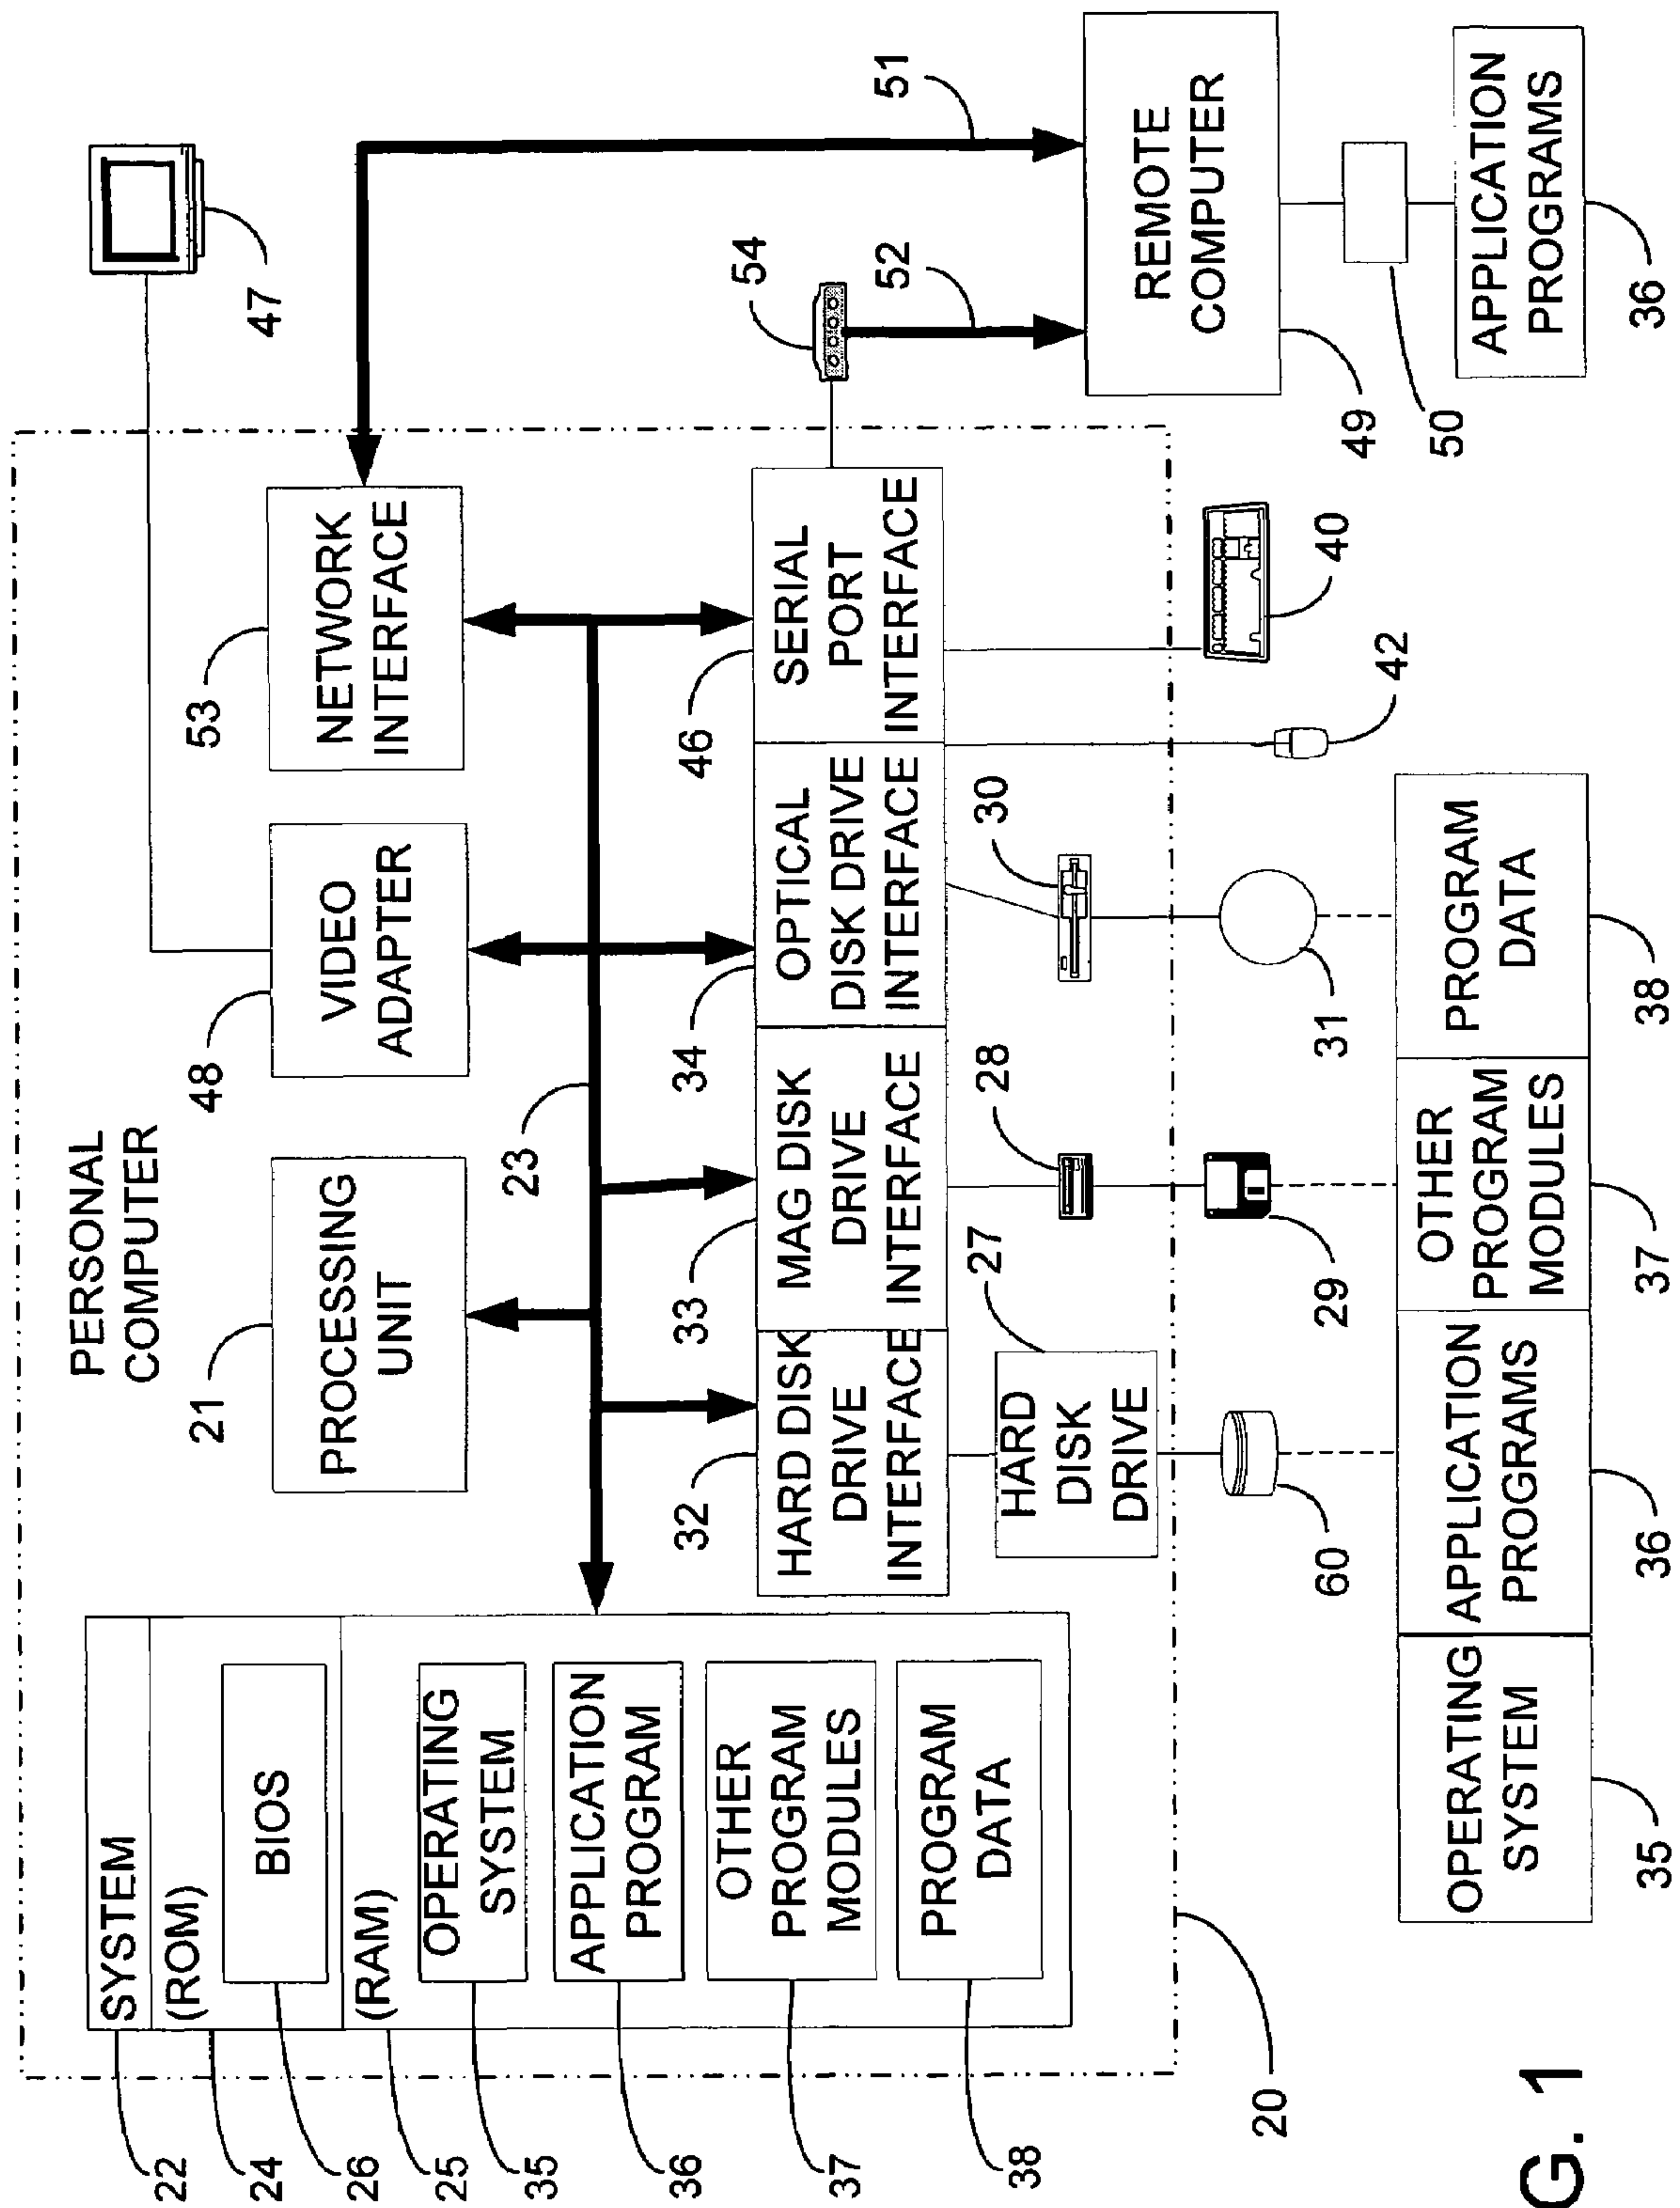 PERSONAL
COMPUTER
22
SYSTEM
24
(ROM)
26
BIOS
25
(RAM)
35
OPERATING
SYSTEM
36
APPLICATION
PROGRAM
37
OTHER
PROGRAM
MODULES
38
PROGRAM
DATA
21
PROCESSING
UNIT
48
VIDEO
ADAPTER
53
NETWORK
INTERFACE
47
23
32
HARD DISK
DRIVE
INTERFACE
33
MAG DISK
DRIVE
INTERFACE
34
OPTICAL
DISK DRIVE
INTERFACE
46
SERIAL
PORT
INTERFACE
54
52
51
27
HARD
DISK
DRIVE
28
30
20
60
29
31
42
40
REMOTE
COMPUTER
49
50
OPERATING
SYSTEM
35
APPLICATION
PROGRAMS
36
OTHER
PROGRAM
MODULES
37
PROGRAM
DATA
38
APPLICATION
PROGRAMS
36
G. 1